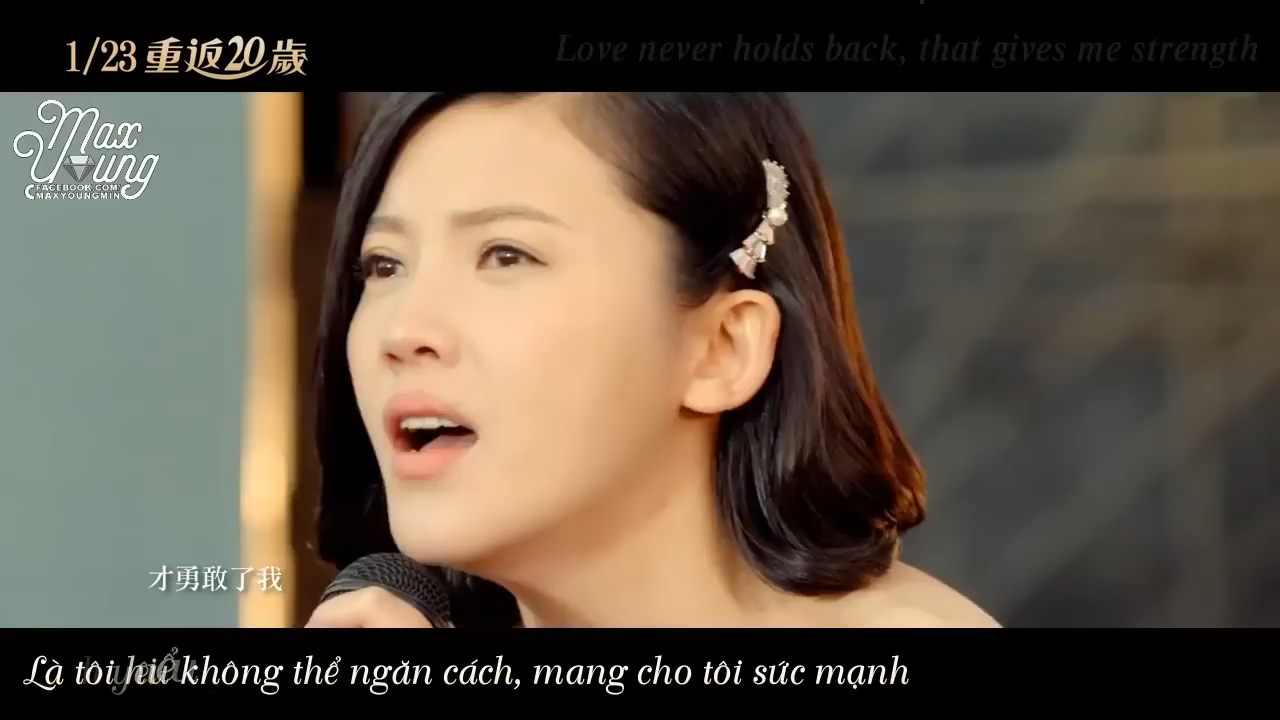 1/23 重返20歲
Love never holds back, that gives me strength
Max
Young
FACEBOOK.COM/
MAXYOUNGMIN
才勇敢了我
Là tôi không thể ngăn cách, mang cho tôi sức mạnh